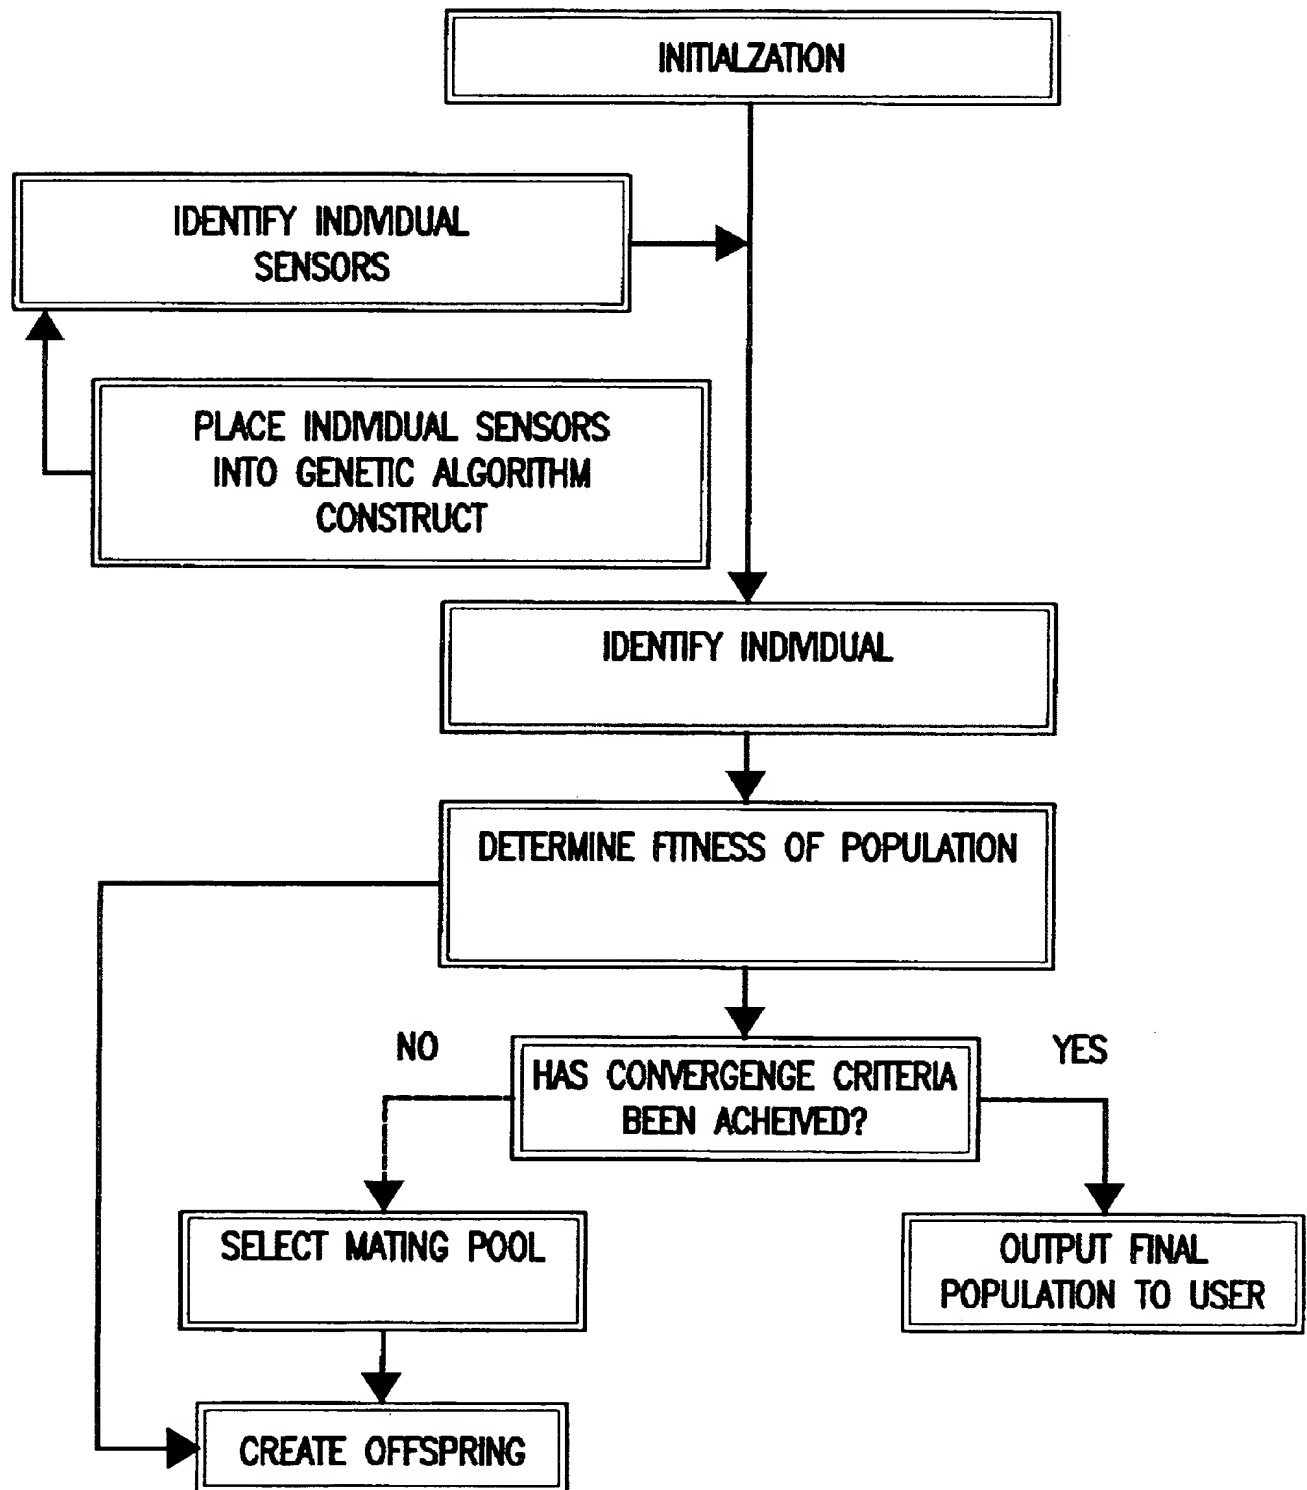 INITIALZATION
IDENTIFY INDIVIDUAL
SENSORS
PLACE INDIVIDUAL SENSORS
INTO GENETIC ALGORITHM
CONSTRUCT
IDENTIFY INDIVIDUAL
DETERMINE FITNESS OF POPULATION
NO
YES
HAS CONVERGENGE CRITERIA
BEEN ACHEIVED?
SELECT MATING POOL
OUTPUT FINAL
POPULATION TO USER
CREATE OFFSPRING